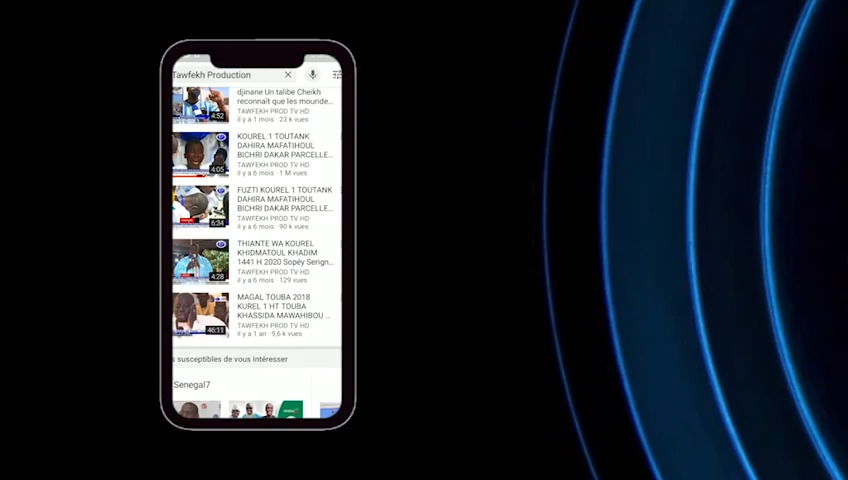 Tawfekh Production
djinane Un talibe Cheikh
reconnaît que les mouride...
TAWFEKH PROD TV HD
il y a 1 mois · 23 k vues
4:52
KOUREL 1 TOUTANK
DAHIRA MAFATIHOUL
BICHRI DAKAR PARCELLE...
TAWFEKH PROD TV HD
il y a 6 mois · 1 M vues
4:05
FUZTI KOUREL 1 TOUTANK
DAHIRA MAFATIHOUL
BICHRI DAKAR PARCELLE...
TAWFEKH PROD TV HD
il y a 6 mois · 90 k vues
6:34
THIANTE WA KOUREL
KHIDMATOUL KHADIM
1441 H 2020 Sopéy Serign...
TAWFEKH PROD TV HD
il y a 6 mois · 129 vues
4:28
MAGAL TOUBA 2018
KUREL 1 HT TOUBA
KHASSIDA MAWAHIBOU ...
TAWFEKH PROD TV HD
il y a 1 an · 9,6 k vues
46:11
s susceptibles de vous intéresser
Senegal7